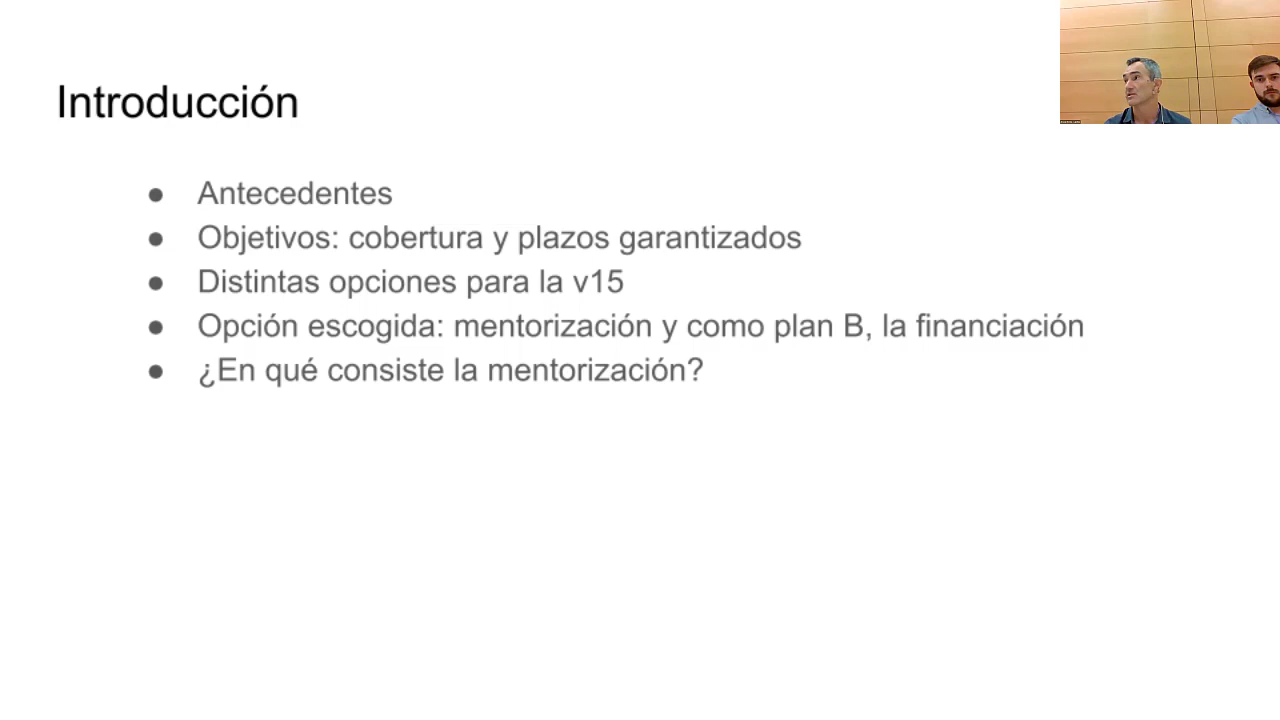 Introducción
● Antecedentes
● Objetivos: cobertura y plazos garantizados
● Distintas opciones para la v15
● Opción escogida: mentorización y como plan B, la financiación
● ¿En qué consiste la mentorización?